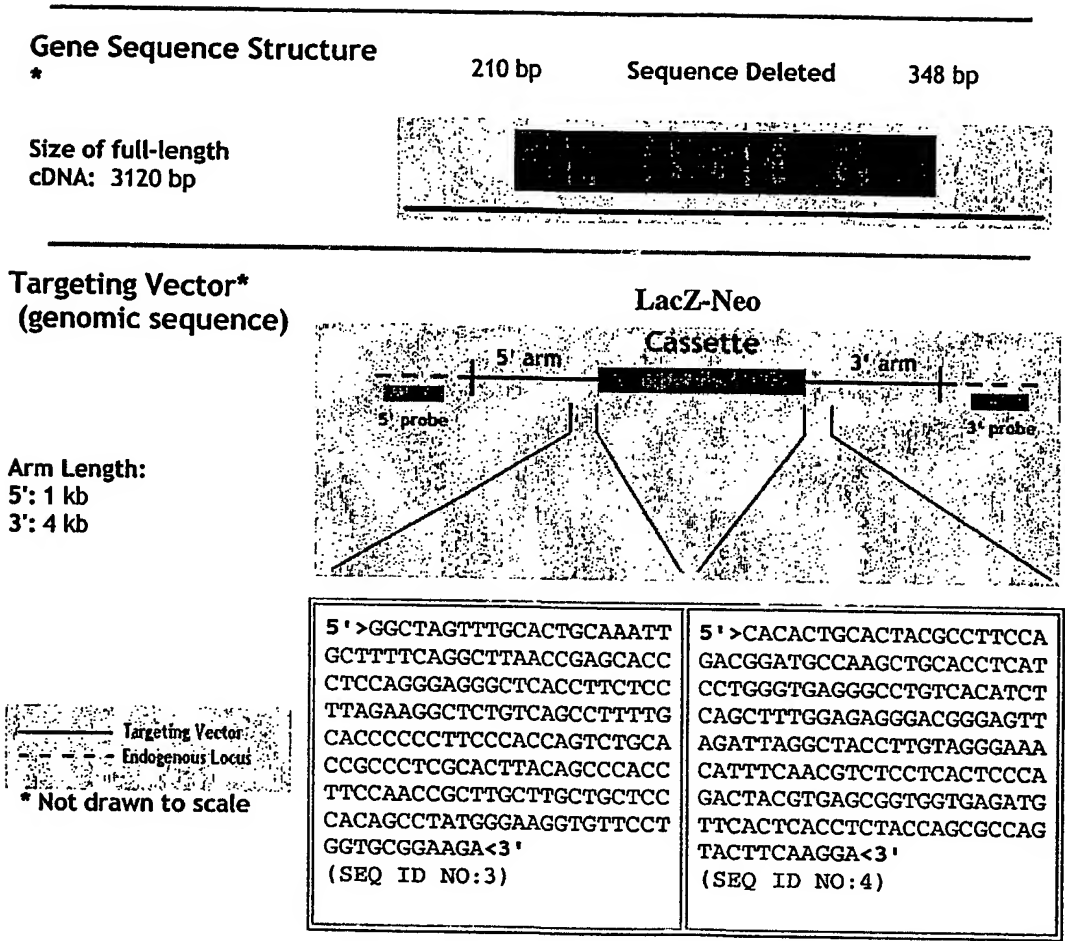 Gene Sequence Structure
*
210 bp Sequence Deleted 348 bp
Size of full-length
cDNA: 3120 bp
Targeting Vector*
(genomic sequence)
LacZ-Neo
Cassette
5' arm
3' arm
5' probe
3' probe
Arm Length:
5': 1 kb
3': 4 kb
5'>GGCTAGTTTGCACTGCAAATT
GCTTTTCAGGCTTAACCGAGCACC
CTCCAGGGAGGGCTCACCTTCTCC
TTAGAAGGCTCTGTCAGCCTTTTG
CACCCCCCTTCCCACCAGTCTGCA
CCGCCCTCGCACTTACAGCCCACC
TTCCAACCGCTTGCTTGCTGCTCC
CACAGCCTATGGGAAGGTGTTCCT
GGTGCGGAAGA<3'
(SEQ ID NO:3)
5'>CACACTGCACTACGCCTTCCA
GACGGATGCCAAGCTGCACCTCAT
CCTGGGTGAGGGCCTGTCACATCT
CAGCTTTGGAGAGGGACGGGAGTT
AGATTAGGCTACCTTGTAGGGAAA
CATTTCAACGTCTCCTCACTCCCA
GACTACGTGAGCGGTGGTGAGATG
TTCACTCACCTCTACCAGCGCCAG
TACTTCAAGGA<3'
(SEQ ID NO:4)
Targeting Vector
Endogenous Locus
* Not drawn to scale